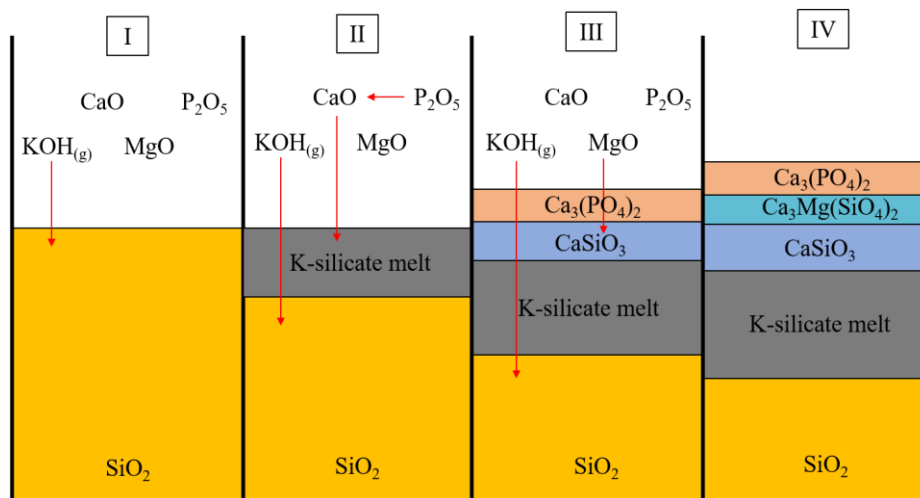 I
CaO P₂O₅
KOH₍g₎ MgO
SiO₂
II
CaO P₂O₅
KOH₍g₎ MgO
K-silicate melt
SiO₂
III
CaO P₂O₅
KOH₍g₎ MgO
Ca₃(PO₄)₂
CaSiO₃
K-silicate melt
SiO₂
IV
Ca₃(PO₄)₂
Ca₃Mg(SiO₄)₂
CaSiO₃
K-silicate melt
SiO₂